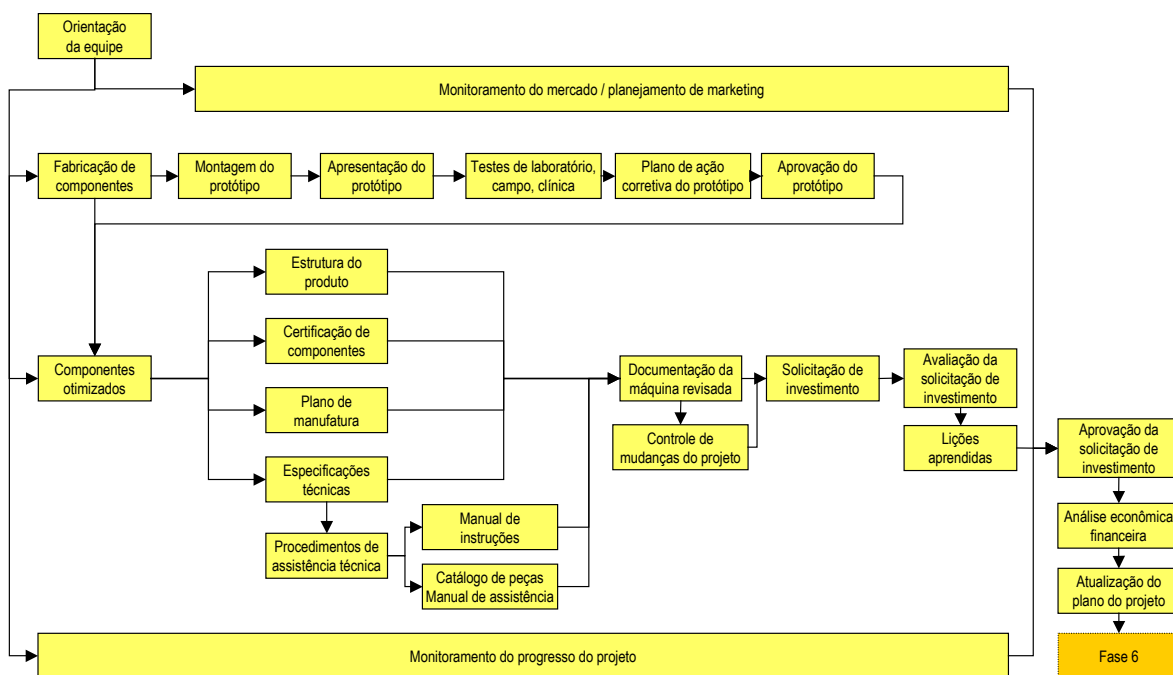 Orientação
da equipe
Monitoramento do mercado / planejamento de marketing
Fabricação de
componentes
Montagem do
protótipo
Apresentação do
protótipo
Testes de laboratório,
campo, clínica
Plano de ação
corretiva do protótipo
Aprovação do
protótipo
Estrutura do
produto
Certificação de
componentes
Componentes
otimizados
Plano de
manufatura
Especificações
técnicas
Procedimentos de
assistência técnica
Manual de
instruções
Catálogo de peças
Manual de assistência
Documentação da
máquina revisada
Controle de
mudanças do projeto
Solicitação de
investimento
Avaliação da
solicitação de
investimento
Lições
aprendidas
Aprovação da
solicitação de
investimento
Análise econômica
financeira
Atualização do
plano do projeto
Monitoramento do progresso do projeto
Fase 6